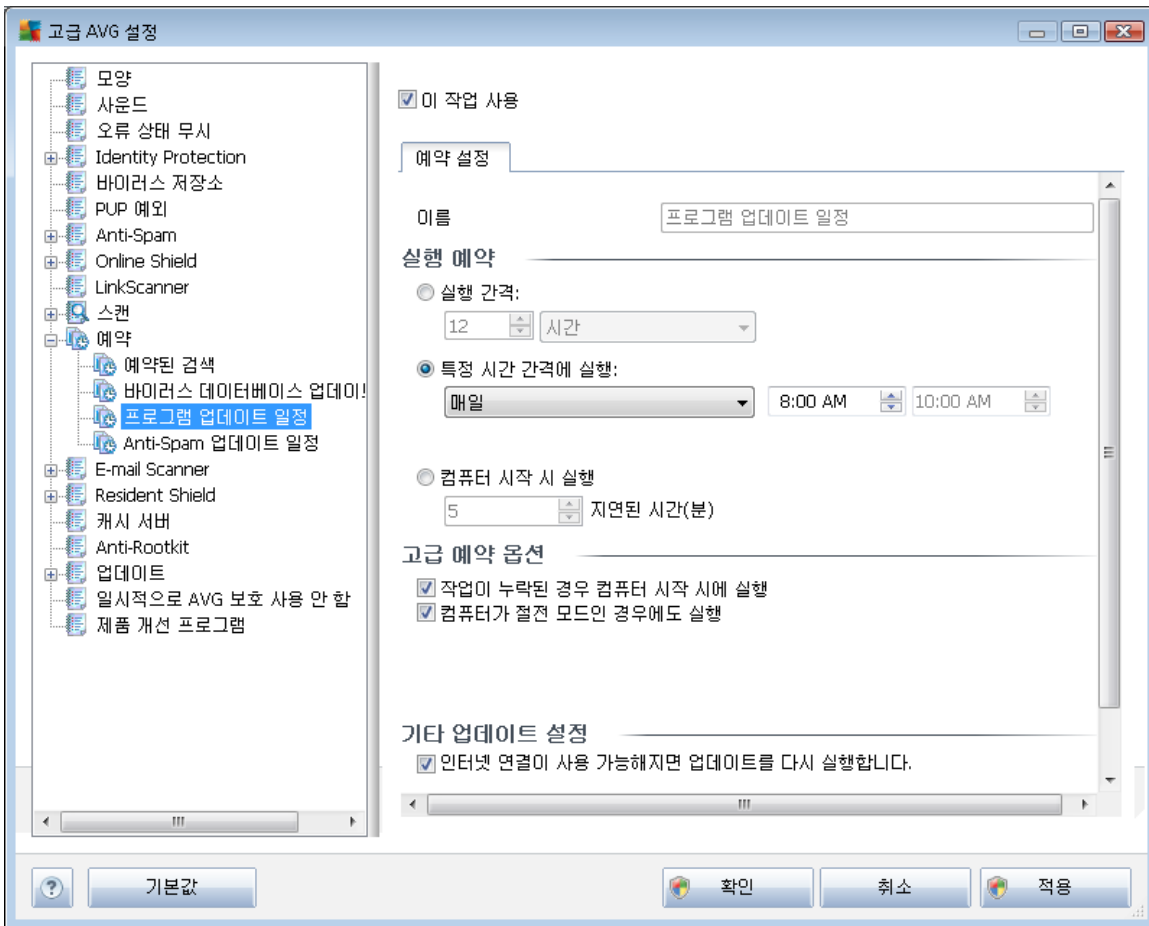 고급 AVG 설정
모양
사운드
오류 상태 무시
Identity Protection
바이러스 저장소
PUP 예외
Anti-Spam
Online Shield
LinkScanner
스캔
예약
예약된 검색
바이러스 데이터베이스 업데이
프로그램 업데이트 일정
Anti-Spam 업데이트 일정
E-mail Scanner
Resident Shield
캐시 서버
Anti-Rootkit
업데이트
일시적으로 AVG 보호 사용 안 함
제품 개선 프로그램
이 작업 사용
예약 설정
이름 프로그램 업데이트 일정
실행 예약
실행 간격:
12 시간
특정 시간 간격에 실행:
매일 8:00 AM 10:00 AM
컴퓨터 시작 시 실행
5 지연된 시간(분)
고급 예약 옵션
작업이 누락된 경우 컴퓨터 시작 시에 실행
컴퓨터가 절전 모드인 경우에도 실행
기타 업데이트 설정
인터넷 연결이 사용 가능해지면 업데이트를 다시 실행합니다.
? 기본값 확인 취소 적용